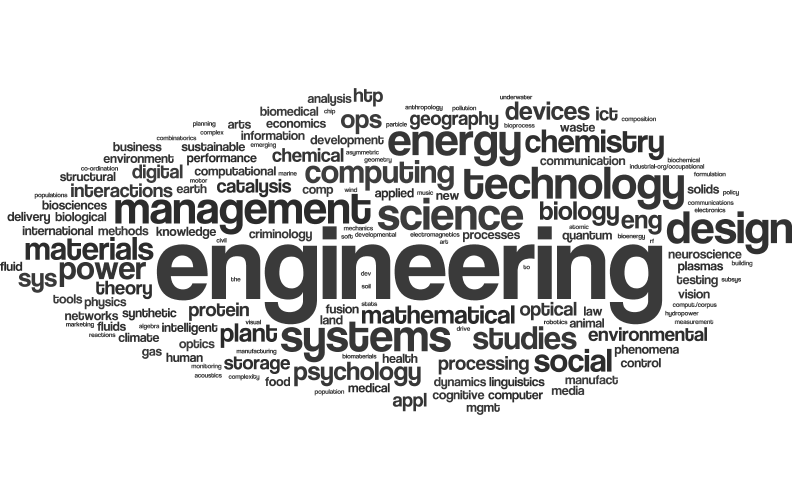 underwater
analysis htp
anthropology pollution
biomedical chip ops geography devices ict composition
planning arts economics particle bioprocess waste
combinatorics complex information energy chemistry
business sustainable emerging development
environment performance chemical asymmetric geometry communication biochemical
co-ordination digital computational marine computing technology industrial-org/occupational
structural motor formulation
populations interactions earth catalysis comp wind applied music new solids policy
biosciences management science biology communications
delivery biological eng electronics
international methods knowledge criminology mechanics atomic design
civil soft developmental electromagnetics processes quantum bioenergy rf
art
materials engineering neuroscience
fluid sys power the dev to plasmas building
theory soil testing subsys
tools physics stats vision
networks synthetic protein fusion mathematical optical law comput./corpus
hydropower
marketing fluids algebra intelligent visual land robotics animal measurement
reactions climate plant systems drive studies environmental
optics
gas human manufacturing biomaterials health social phenomena
monitoring storage processing control
acoustics complexity food psychology dynamics linguistics manufact
population medical cognitive computer media
appl mgmt